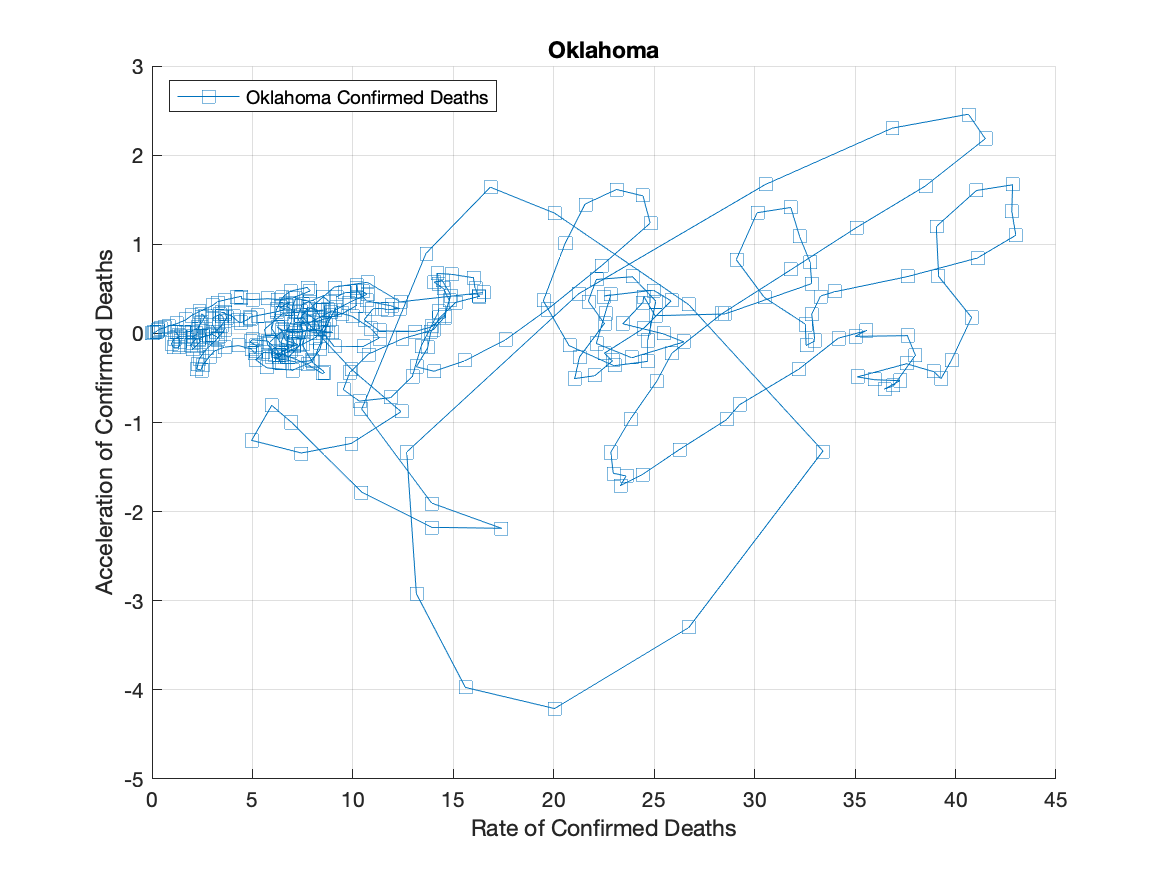 Oklahoma
Oklahoma Confirmed Deaths
3
2
1
0
-1
-2
-3
-4
-5
Acceleration of Confirmed Deaths
0 5 10 15 20 25 30 35 40 45
Rate of Confirmed Deaths